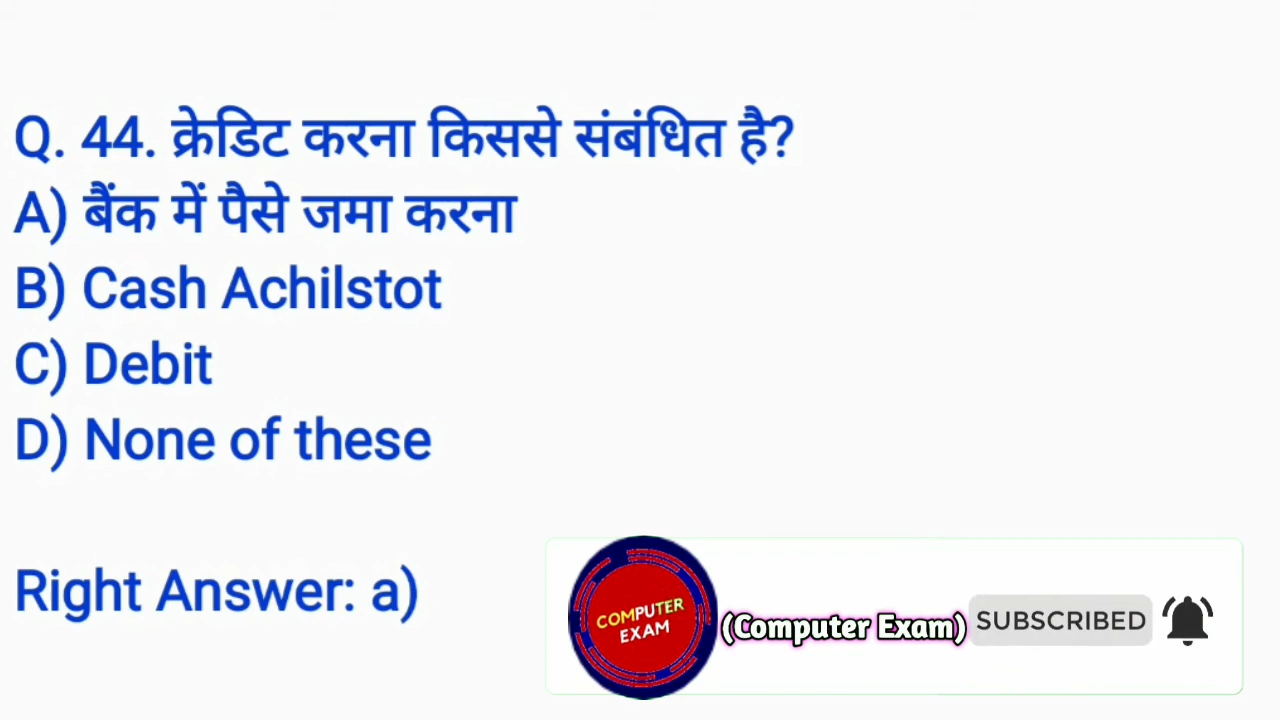 Q. 44. क्रेडिट करना किससे संबंधित है?
A) बैंक में पैसे जमा करना
B) Cash Achilstot
C) Debit
D) None of these
Right Answer: a)
COMPUTER
EXAM
(Computer Exam)
SUBSCRIBED